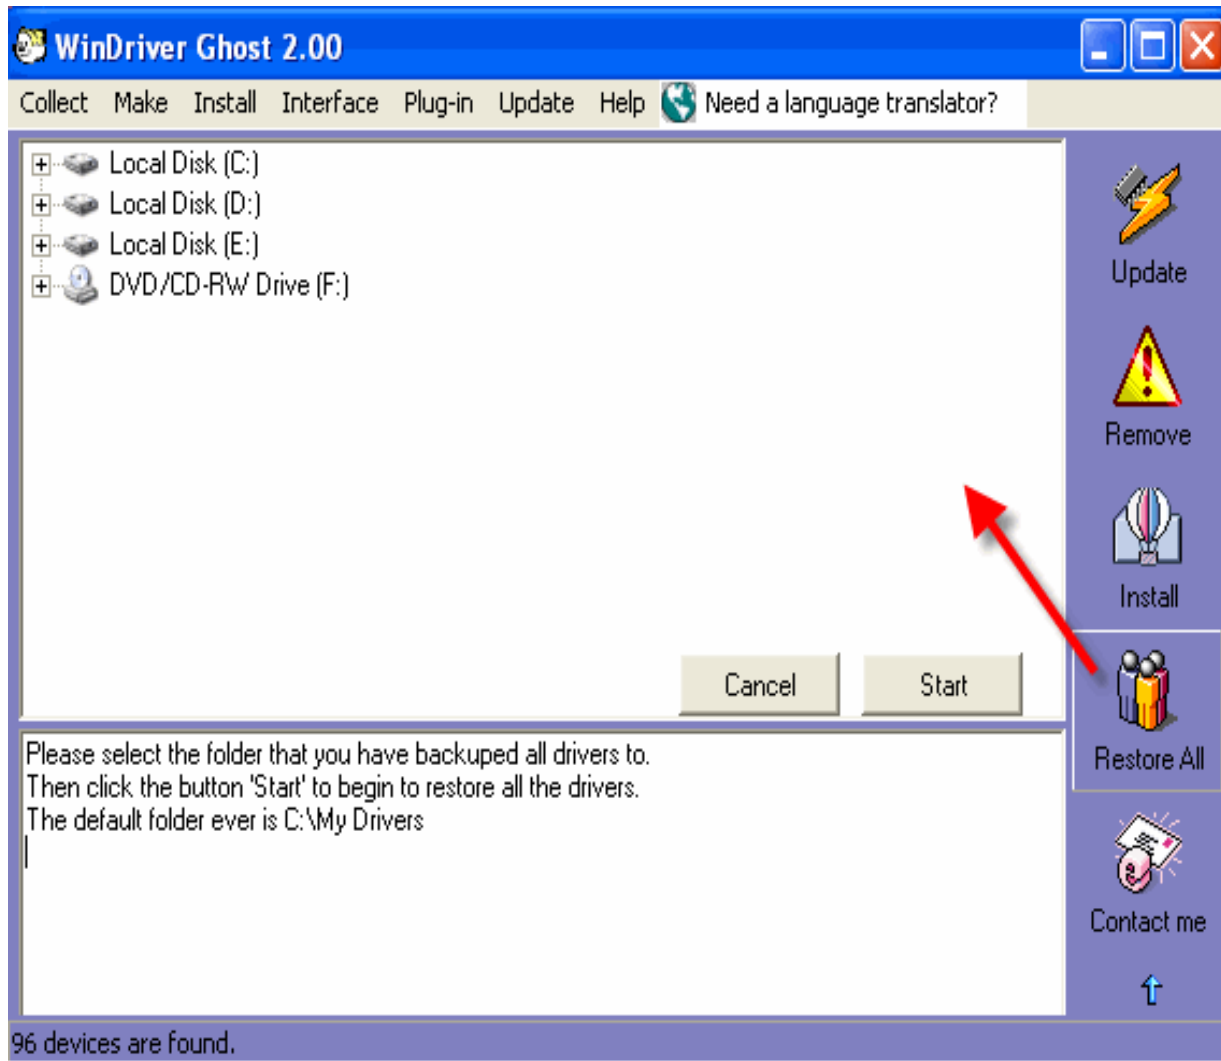 WinDriver Ghost 2.00
Collect Make Install Interface Plug-in Update Help Need a language translator?
Local Disk (C:)
Local Disk (D:)
Local Disk (E:)
DVD/CD-RW Drive (F:)
Cancel Start
Please select the folder that you have backuped all drivers to.
Then click the button 'Start' to begin to restore all the drivers.
The default folder ever is C:\My Drivers
Update
Remove
Install
Restore All
Contact me
96 devices are found.